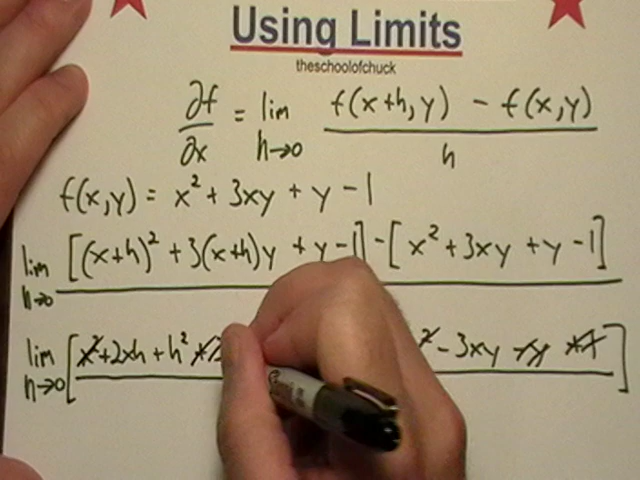 Using Limits
theschoolofchuck
∂f/∂x = lim h→0 f(x+h, y) - f(x, y) / h
f(x,y) = x² + 3xy + y - 1
lim h→0 [(x+h)² + 3(x+h)y + y - 1] - [x² + 3xy + y - 1]
lim h→0 [x² + 2xh + h² - 3xy - y + 1]